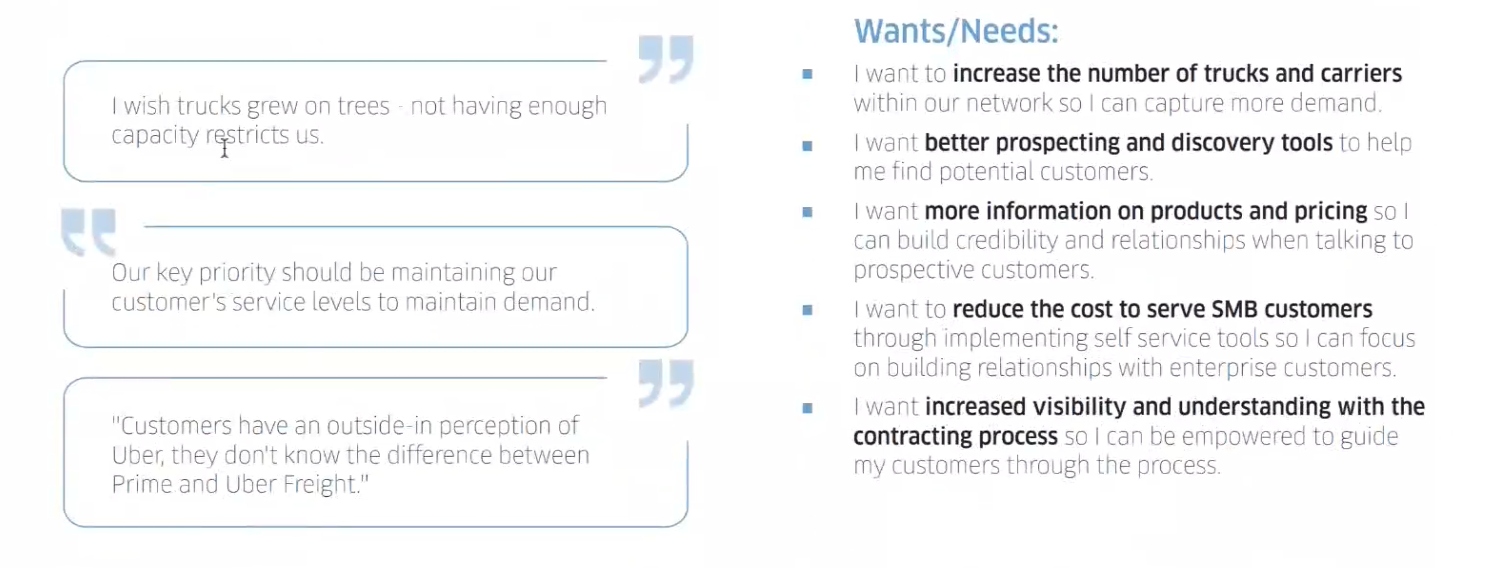 I wish trucks grew on trees - not having enough
capacity restricts us.
Our key priority should be maintaining our
customer's service levels to maintain demand.
"Customers have an outside-in perception of
Uber, they don't know the difference between
Prime and Uber Freight."
Wants/Needs:
I want to increase the number of trucks and carriers
within our network so I can capture more demand.
I want better prospecting and discovery tools to help
me find potential customers.
I want more information on products and pricing so I
can build credibility and relationships when talking to
prospective customers.
I want to reduce the cost to serve SMB customers
through implementing self service tools so I can focus
on building relationships with enterprise customers.
I want increased visibility and understanding with the
contracting process so I can be empowered to guide
my customers through the process.